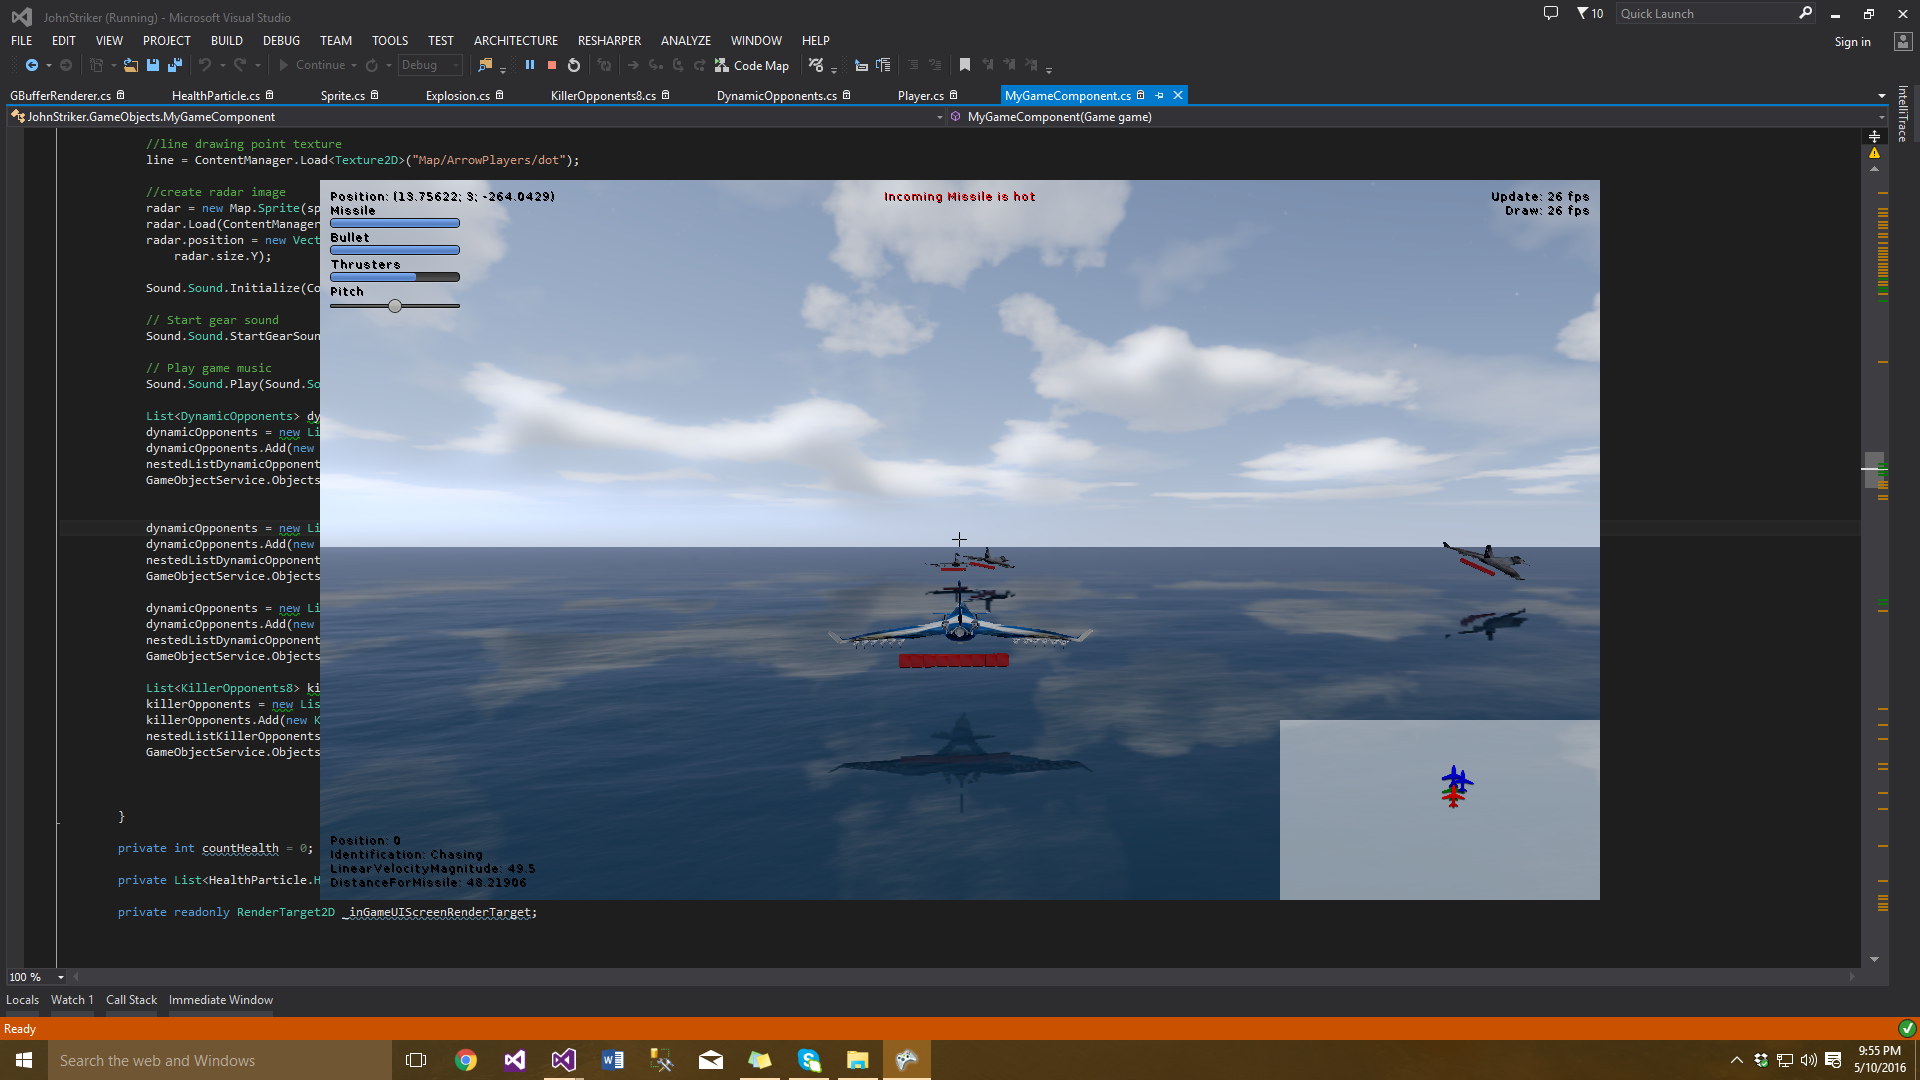 JohnStriker (Running) - Microsoft Visual Studio
10
Quick Launch
FILE EDIT VIEW PROJECT BUILD DEBUG TEAM TOOLS TEST ARCHITECTURE RESHARPER ANALYZE WINDOW HELP
Sign in
Continue Debug Code Map
GBufferRenderer.cs HealthParticle.cs Sprite.cs Explosion.cs KillerOpponents8.cs DynamicOpponents.cs Player.cs MyGameComponent.cs
IntelliTrace
JohnStriker.GameObjects.MyGameComponent MyGameComponent(Game game)
//line drawing point texture
line = ContentManager.Load<Texture2D>("Map/ArrowPlayers/dot");
//create radar image
radar = new Map.Sprite(sp
radar.Load(ContentManager
radar.position = new Vect
radar.size.Y);
Sound.Sound.Initialize(Co
// Start gear sound
Sound.Sound.StartGearSoun
// Play game music
Sound.Sound.Play(Sound.So
List<DynamicOpponents> dy
dynamicOpponents = new Li
dynamicOpponents.Add(new
nestedListDynamicOpponent
GameObjectService.Objects
dynamicOpponents = new Li
dynamicOpponents.Add(new
nestedListDynamicOpponent
GameObjectService.Objects
dynamicOpponents = new Li
dynamicOpponents.Add(new
nestedListDynamicOpponent
GameObjectService.Objects
List<KillerOpponents8> ki
killerOpponents = new Lis
killerOpponents.Add(new K
nestedListKillerOpponents
GameObjectService.Objects
}
private int countHealth = 0;
private List<HealthParticle.H
private readonly RenderTarget2D _inGameUIScreenRenderTarget;
Position: (13.75622; 3; -264.0429)
Missile
Bullet
Thrusters
Pitch
Incoming Missile is hot
Update: 26 fps
Draw: 26 fps
Position: 0
Identification: Chasing
LinearVelocityMagnitude: 49.5
DistanceForMissile: 48.21906
100 %
Locals Watch 1 Call Stack Immediate Window
Ready
Search the web and Windows
9:55 PM
5/10/2016